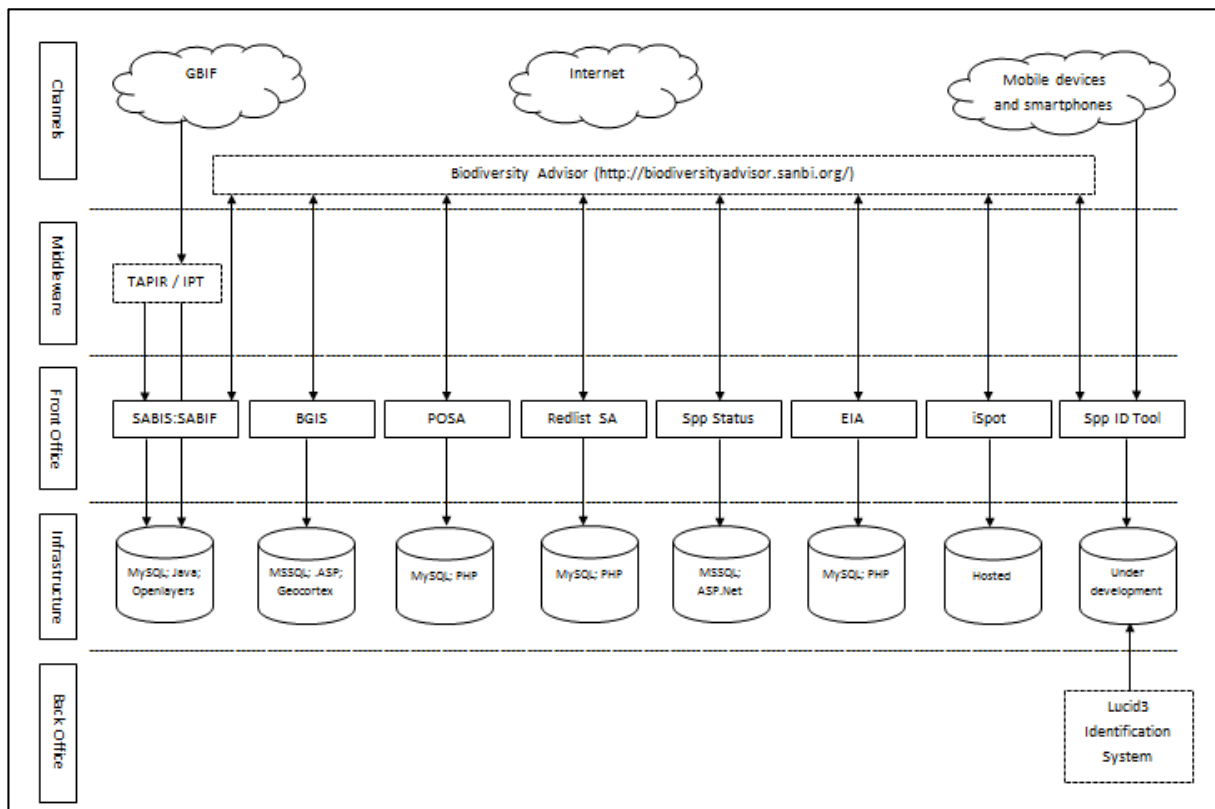 Channels
GBIF
Internet
Mobile devices
and smartphones
Biodiversity Advisor (http://biodiversityadvisor.sanbi.org/)
Middleware
TAPIR / IPT
Front Office
SABIS:SABIF
BGIS
POSA
Redlist SA
Spp Status
EIA
iSpot
Spp ID Tool
Infrastructure
MySQL; Java;
Openlayers
MSSQL; .ASP;
Geocortex
MySQL; PHP
MySQL; PHP
MSSQL;
ASP.Net
MySQL; PHP
Hosted
Under
development
Back Office
Lucid3
Identification
System